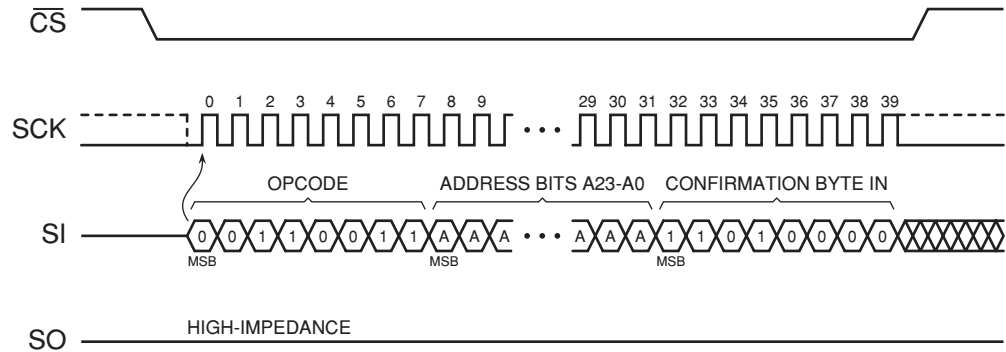 CS
0 1 2 3 4 5 6 7 8 9 29 30 31 32 33 34 35 36 37 38 39
SCK
OPCODE ADDRESS BITS A23-A0 CONFIRMATION BYTE IN
SI 0 0 1 1 0 0 1 1 A A A • • • A A A 1 1 0 1 0 0 0 0
MSB MSB MSB
HIGH-IMPEDANCE
SO